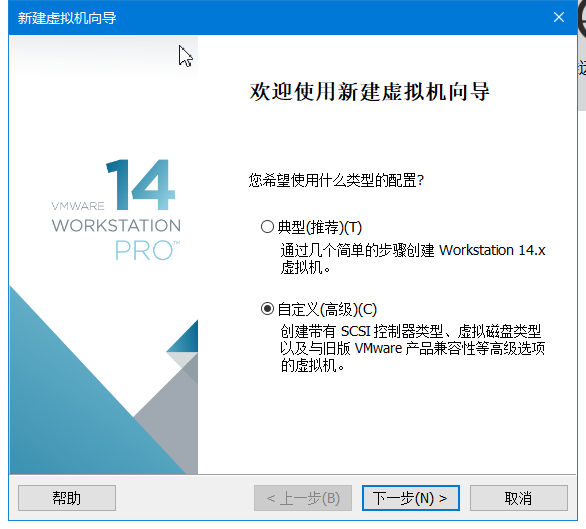 新建虚拟机向导
欢迎使用新建虚拟机向导
VMWARE 14
WORKSTATION
PRO™
您希望使用什么类型的配置?
典型(推荐)(T)
通过几个简单的步骤创建 Workstation 14.x
虚拟机。
自定义(高级)(C)
创建带有 SCSI 控制器类型、虚拟磁盘类型
以及与旧版 VMware 产品兼容性等高级选项
的虚拟机。
帮助
< 上一步(B)
下一步(N) >
取消